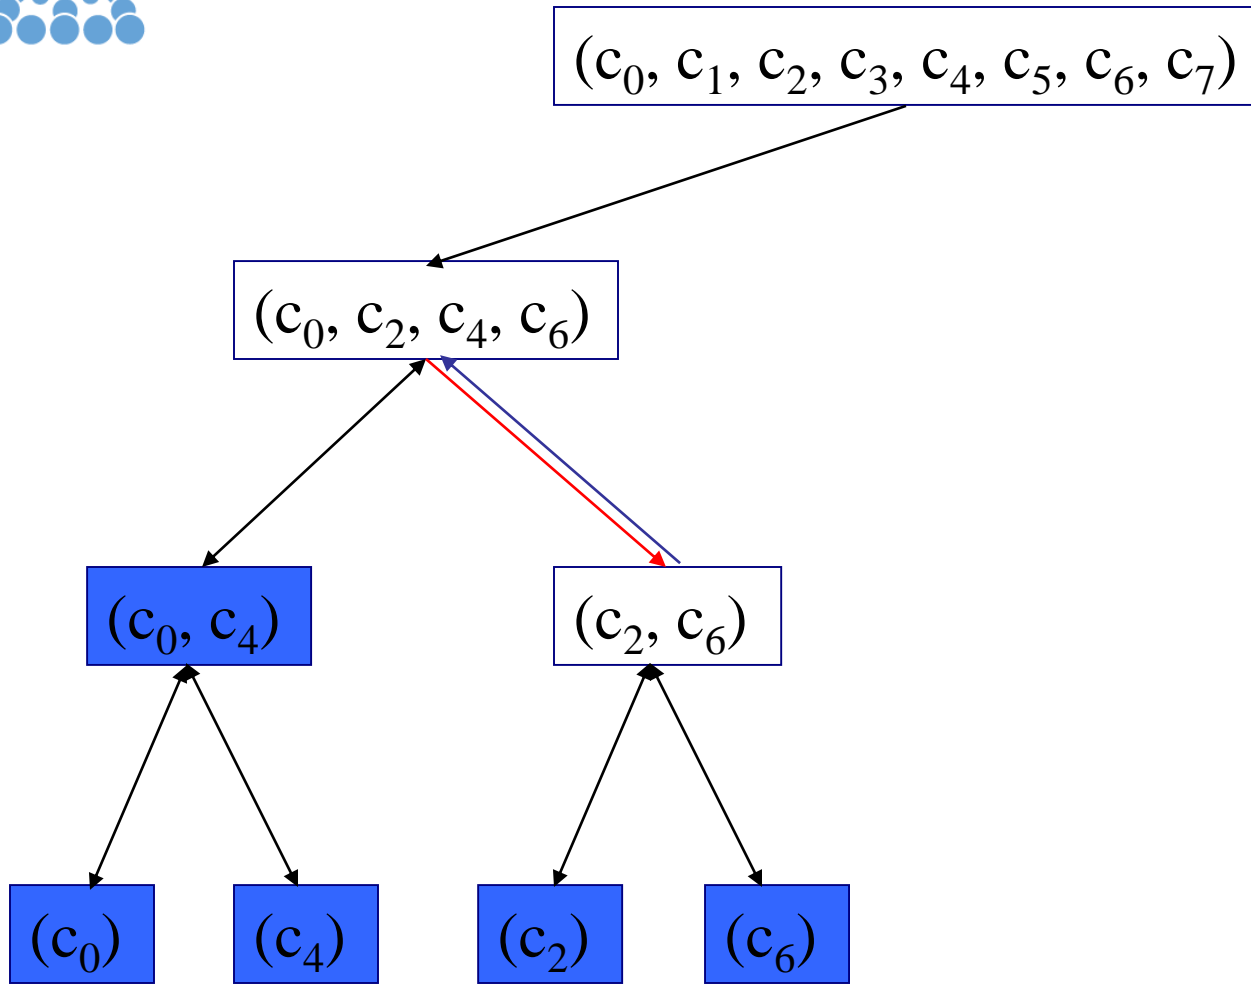 (c₀, c₁, c₂, c₃, c₄, c₅, c₆, c₇)
(c₀, c₂, c₄, c₆)
(c₀, c₄)
(c₂, c₆)
(c₀)
(c₄)
(c₂)
(c₆)